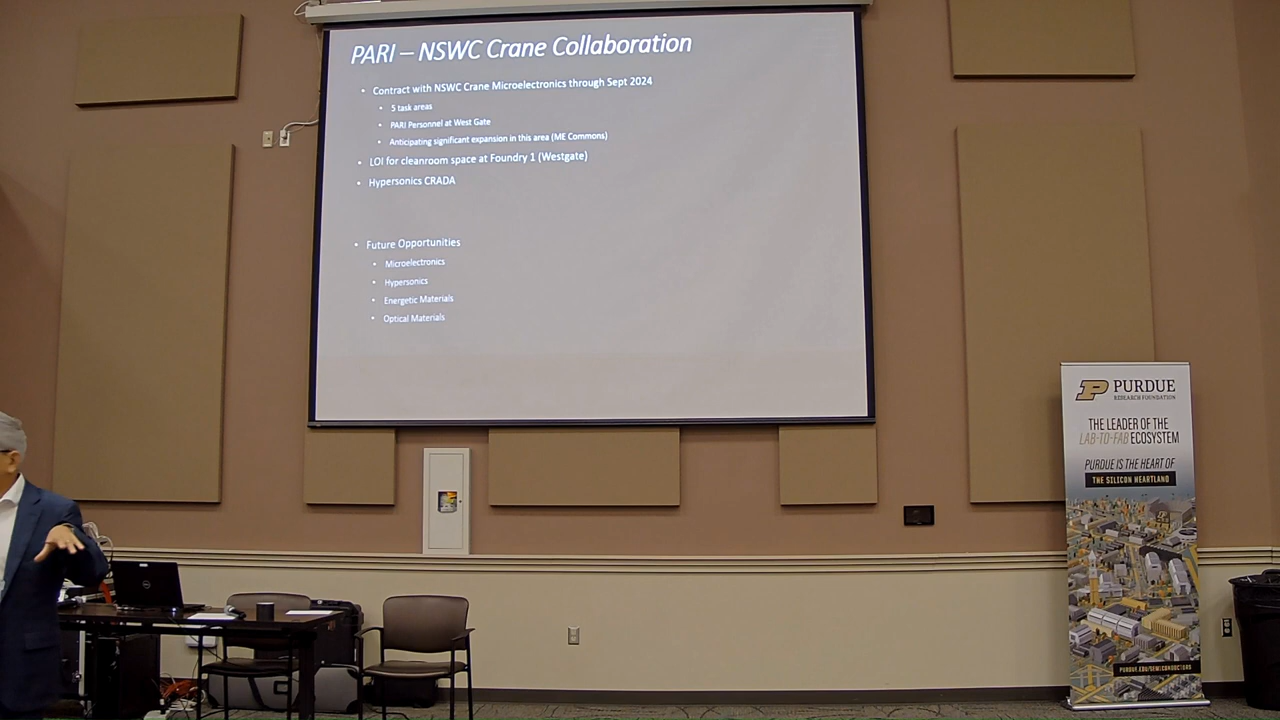 PARI – NSWC Crane Collaboration
• Contract with NSWC Crane Microelectronics through Sept 2024
• 5 task areas
• PARI Personnel at West Gate
• Anticipating significant expansion in this area (ME Commons)
• LOI for cleanroom space at Foundry 1 (Westgate)
• Hypersonics CRADA
• Future Opportunities
• Microelectronics
• Hypersonics
• Energetic Materials
• Optical Materials
P PURDUE
RESEARCH FOUNDATION
THE LEADER OF THE
LAB-TO-FAB ECOSYSTEM
PURDUE IS THE HEART OF
THE SILICON HEARTLAND
PURDUE.EDU/SEMICONDUCTORS